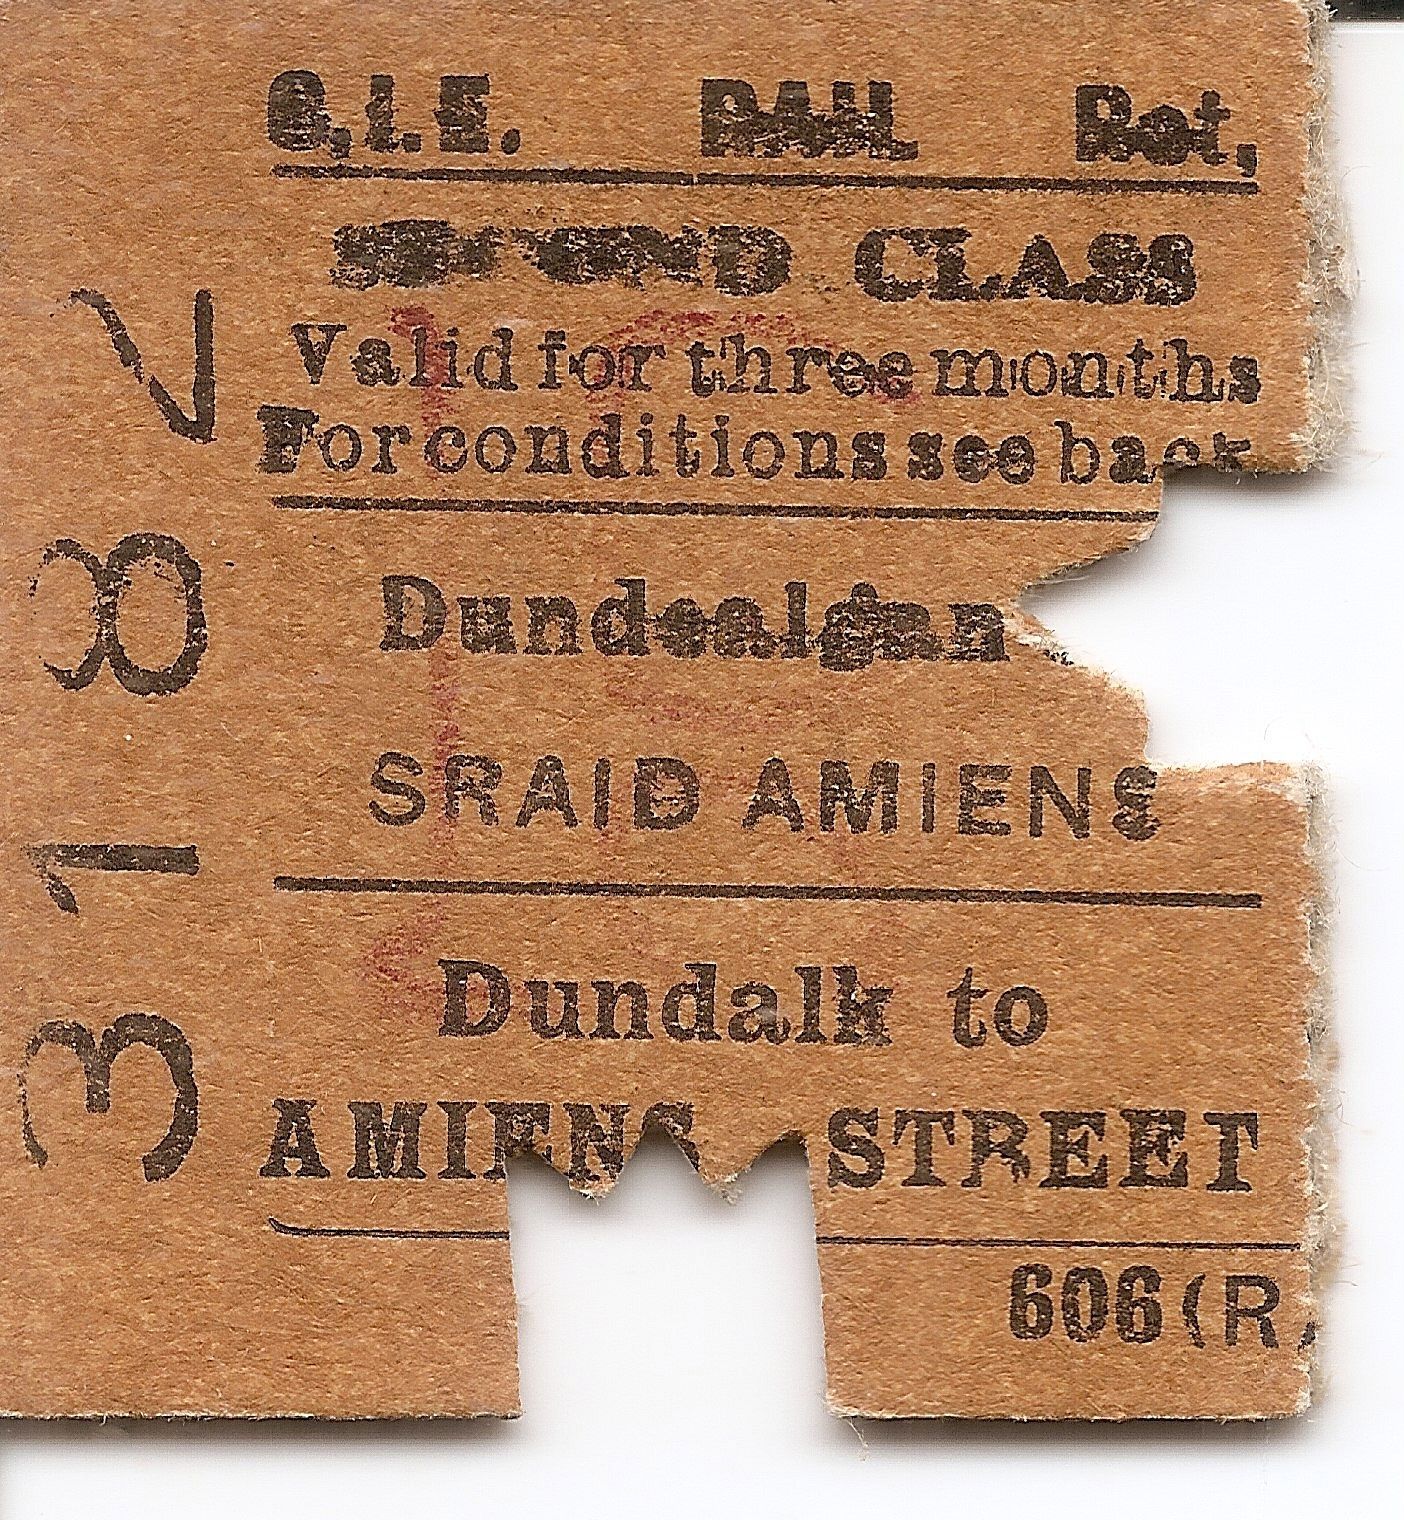 C.I.E. RAIL Ret,
SECOND CLASS
Valid for three months
For conditions see back
Dundealgan
SRAID AMIENS
Dundalk to
AMIENS STREET
606 (R)
318